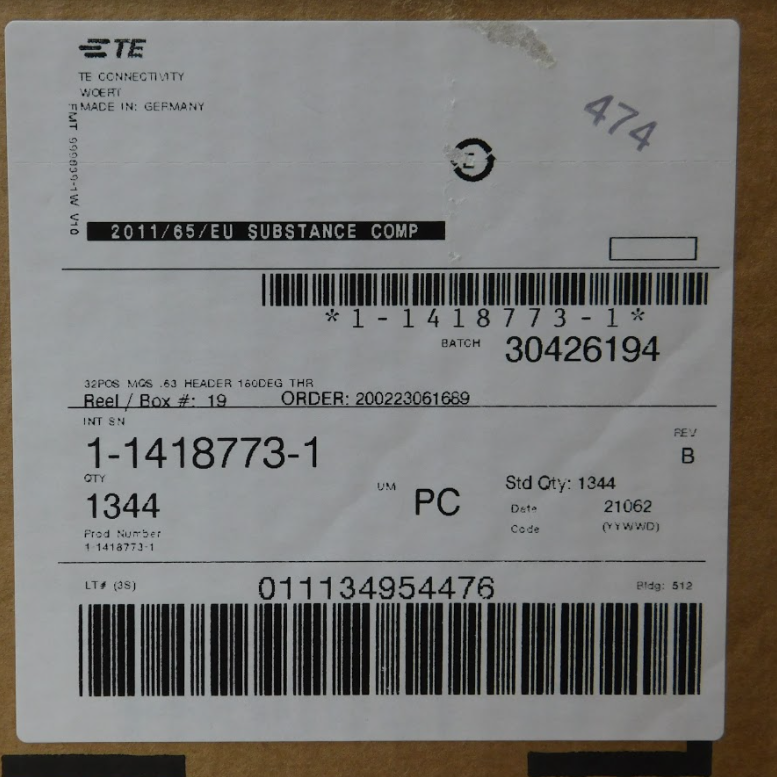 TE
TE CONNECTIVITY
WOERT
MADE IN: GERMANY
FMT 999839-1W V10
474
2011/65/EU SUBSTANCE COMP
*1-1418773-1*
BATCH 30426194
32POS MQS .63 HEADER 180DEG THR
Reel / Box #: 19 ORDER: 200223061689
INT SN
1-1418773-1
REV
B
QTY
1344
UM PC
Std Qty: 1344
Date 21062
Code (YYWWD)
Prod Number
1-1418773-1
LT# (3S) 011134954476 Bldg: 512